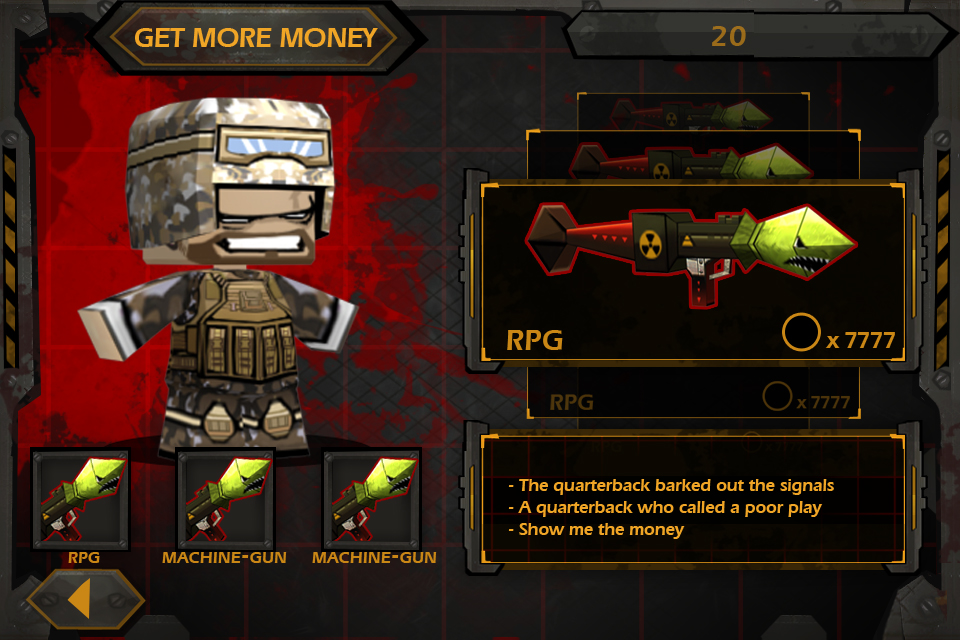 GET MORE MONEY
20
RPG
x 7777
RPG
x 7777
- The quarterback barked out the signals
- A quarterback who called a poor play
- Show me the money
RPG
MACHINE-GUN
MACHINE-GUN